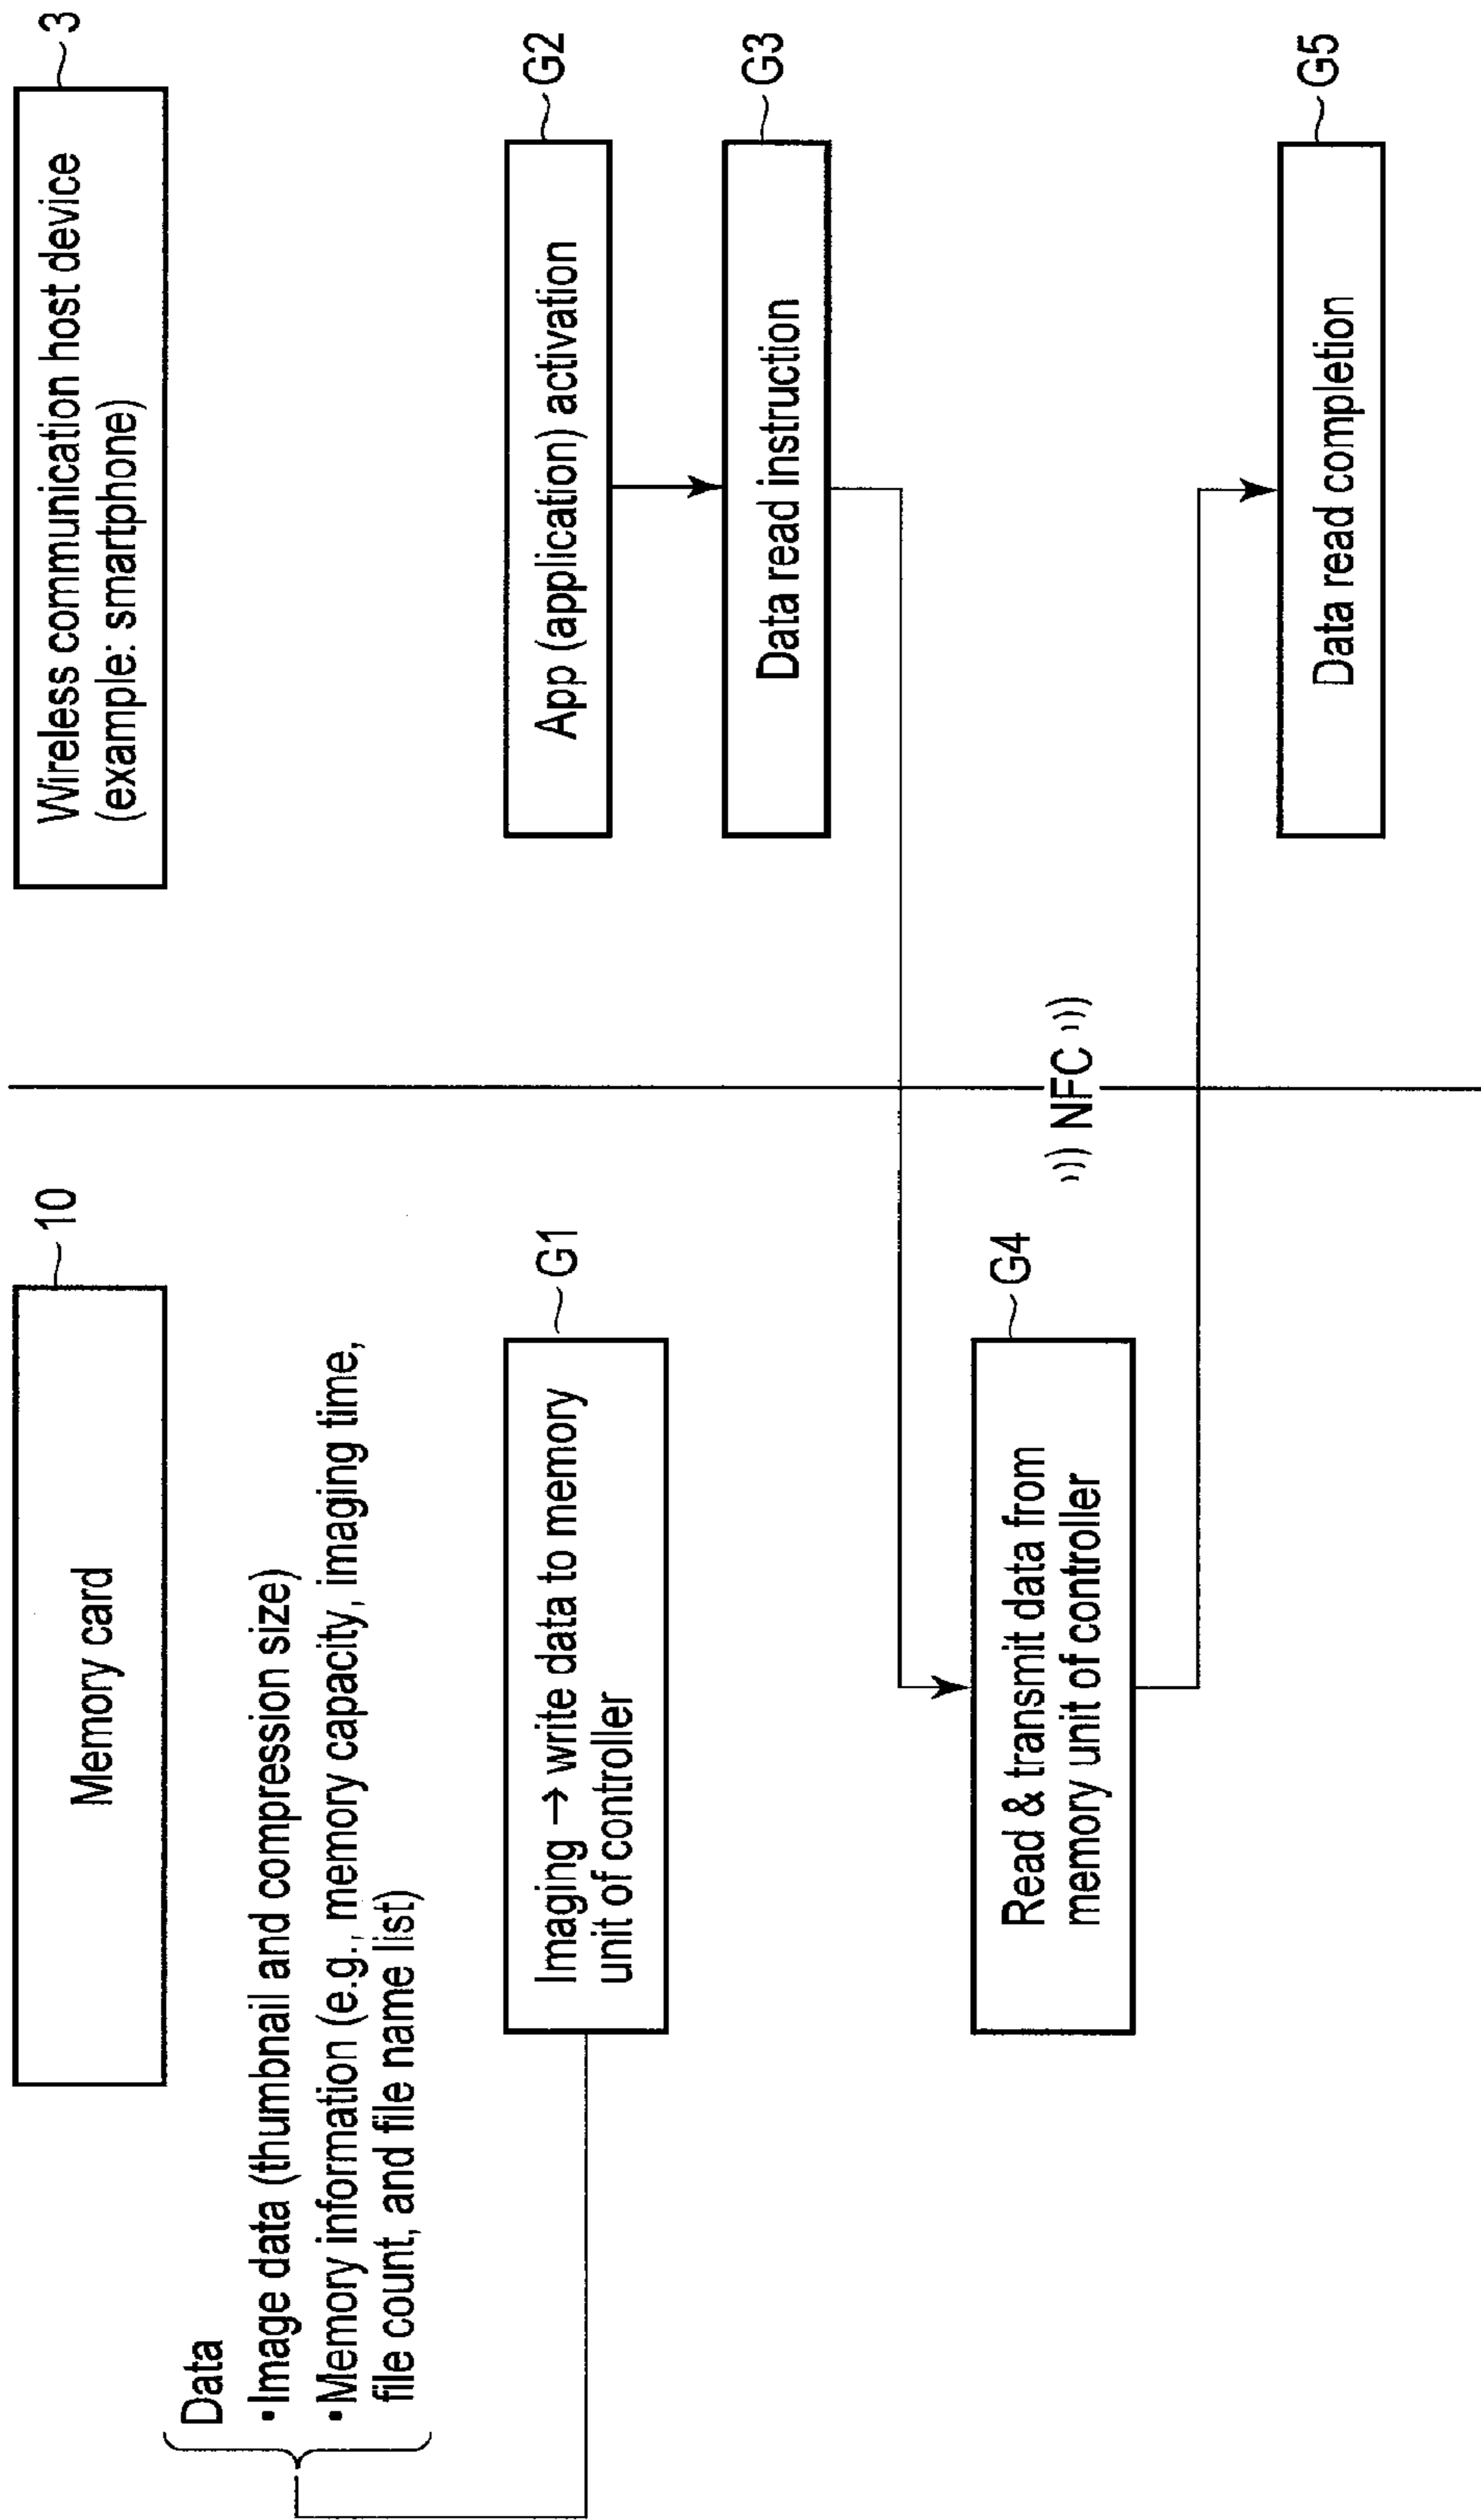 Memory card
10
Wireless communication host device
(example: smartphone)
3
Data
・Image data (thumbnail and compression size)
・Memory information (e.g., memory capacity, imaging time,
file count, and file name list)
Imaging → write data to memory
unit of controller
G1
App (application) activation
G2
Data read instruction
G3
Read & transmit data from
memory unit of controller
G4
))) NFC )))
Data read completion
G5